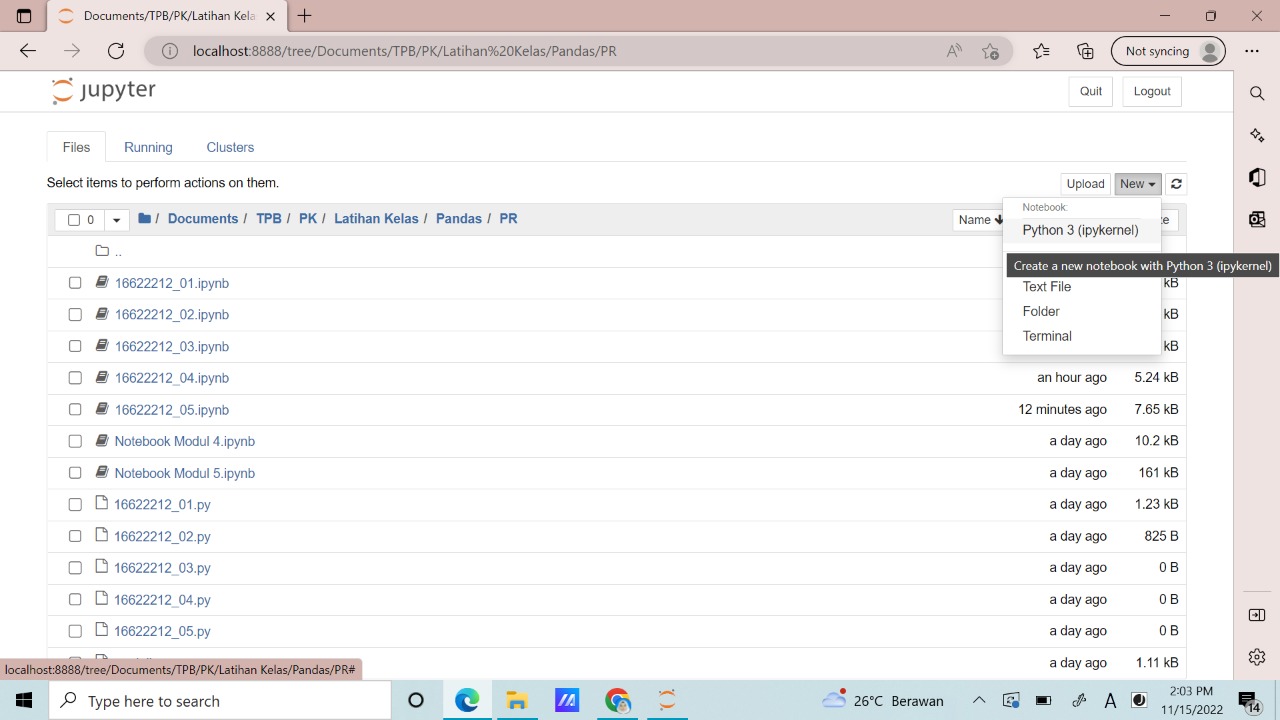 Documents/TPB/PK/Latihan Kela
localhost:8888/tree/Documents/TPB/PK/Latihan%20Kelas/Pandas/PR
Not syncing
jupyter
Quit
Logout
Files
Running
Clusters
Select items to perform actions on them.
Upload
New
0
/ Documents / TPB / PK / Latihan Kelas / Pandas / PR
Name
Notebook:
Python 3 (ipykernel)
Create a new notebook with Python 3 (ipykernel)
Text File
Folder
Terminal
..
16622212_01.ipynb kB
16622212_02.ipynb kB
16622212_03.ipynb kB
16622212_04.ipynb an hour ago 5.24 kB
16622212_05.ipynb 12 minutes ago 7.65 kB
Notebook Modul 4.ipynb a day ago 10.2 kB
Notebook Modul 5.ipynb a day ago 161 kB
16622212_01.py a day ago 1.23 kB
16622212_02.py a day ago 825 B
16622212_03.py a day ago 0 B
16622212_04.py a day ago 0 B
16622212_05.py a day ago 0 B
a day ago 1.11 kB
localhost:8888/tree/Documents/TPB/PK/Latihan Kelas/Pandas/PR#
Type here to search
26°C Berawan
A
2:03 PM
11/15/2022
14